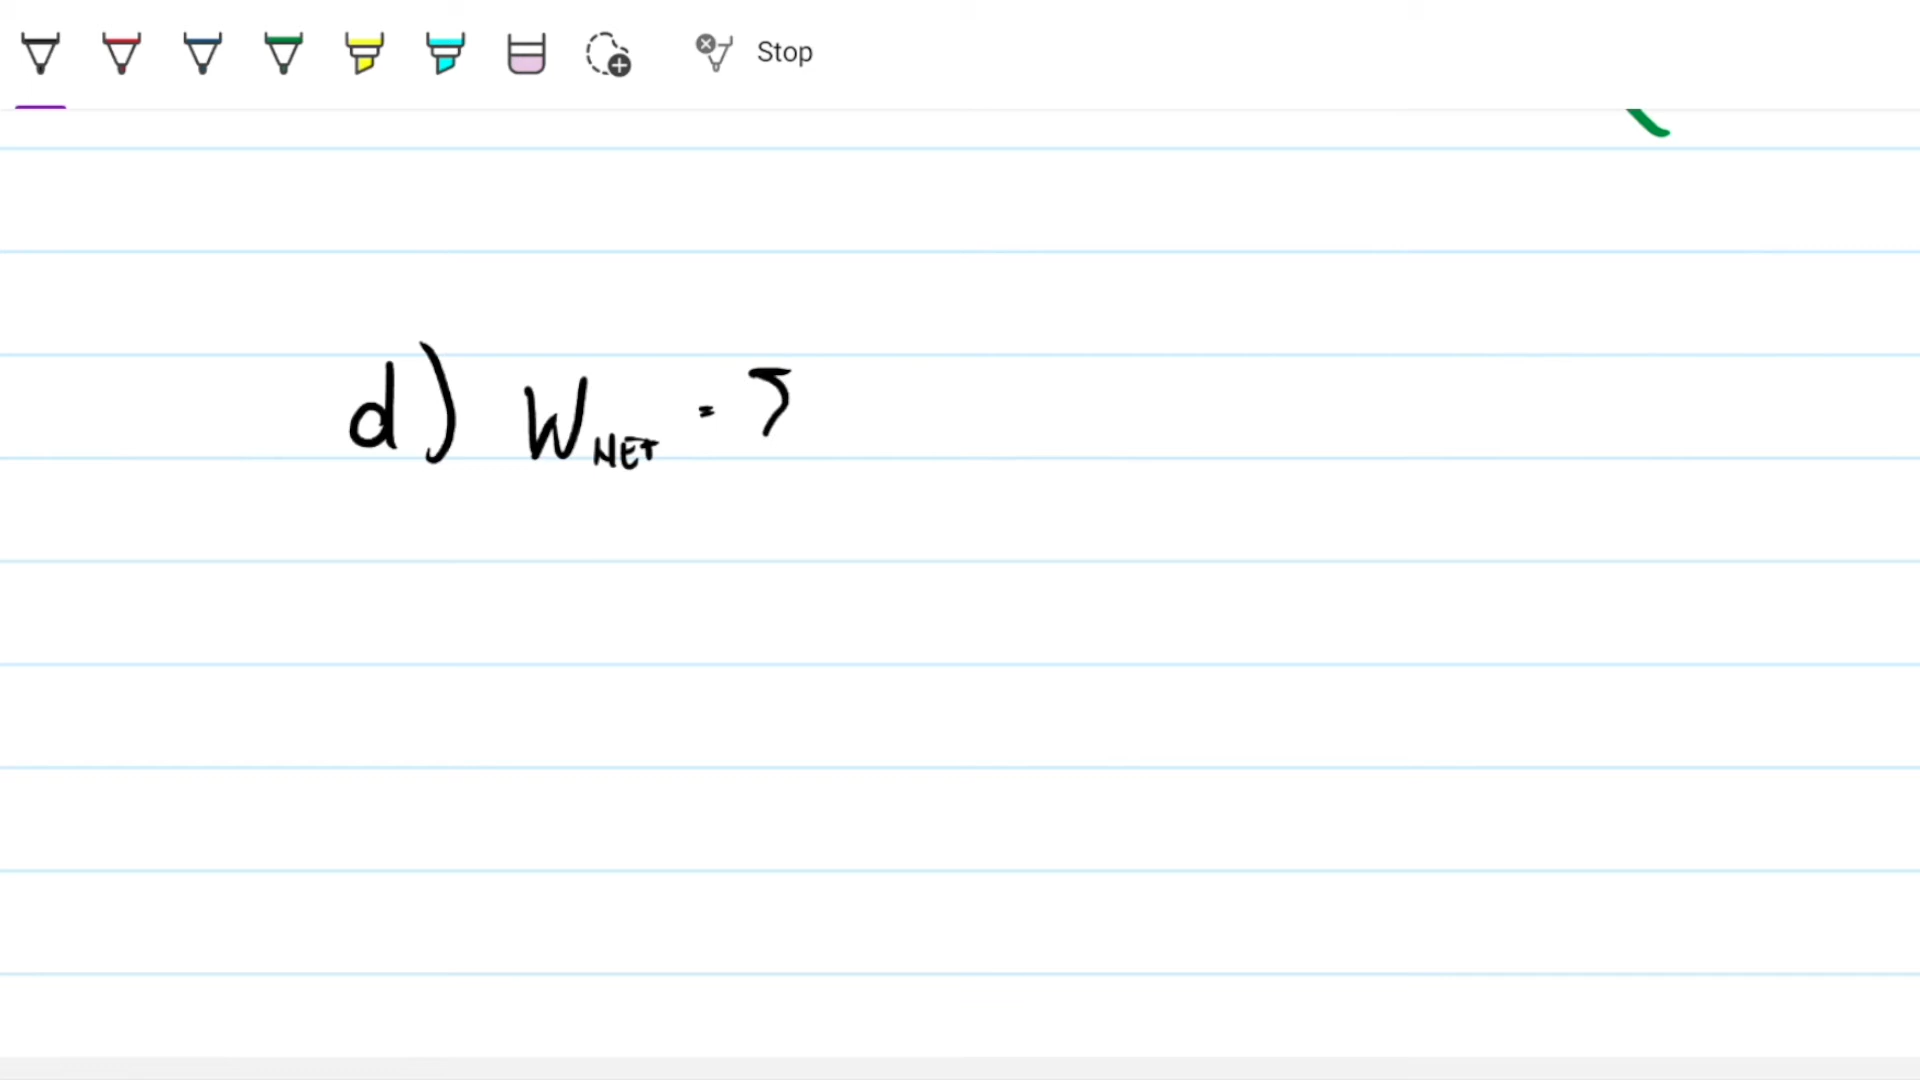 Stop
d) W_NET = ?